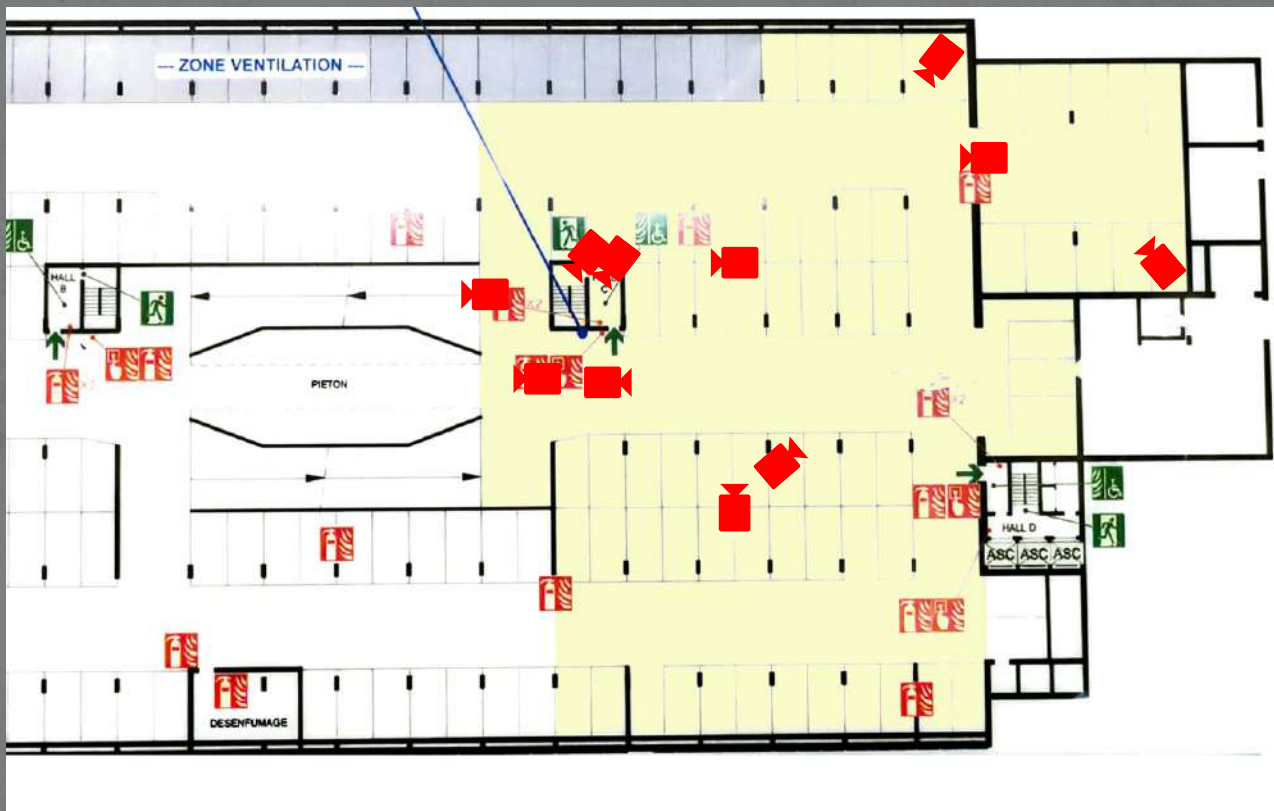 --- ZONE VENTILATION ---
HALL
B
C
X2
PIETON
X2
HALL D
ASC ASC ASC
DESENFUMAGE